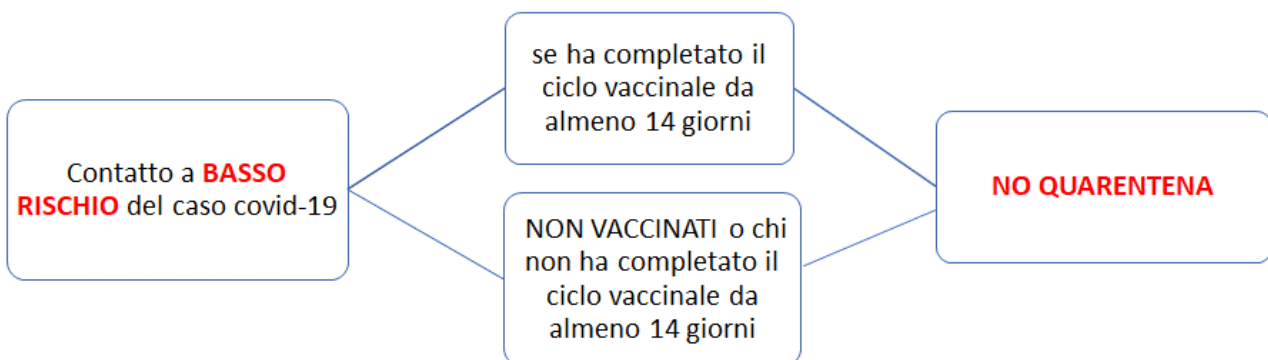 Contatto a BASSO
RISCHIO del caso covid-19
se ha completato il
ciclo vaccinale da
almeno 14 giorni
NON VACCINATI o chi
non ha completato il
ciclo vaccinale da
almeno 14 giorni
NO QUARENTENA